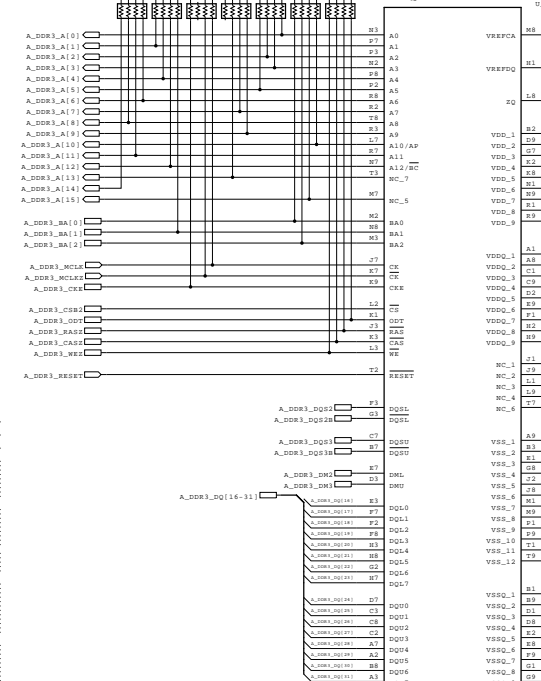 A_DDR3_A[0] N3 A0 VREFCA M8
A_DDR3_A[1] P7 A1
A_DDR3_A[2] P3 A2
A_DDR3_A[3] N2 A3 VREFDQ H1
A_DDR3_A[4] P8 A4
A_DDR3_A[5] P2 A5
A_DDR3_A[6] R8 A6 ZQ L8
A_DDR3_A[7] R2 A7
A_DDR3_A[8] T8 A8
A_DDR3_A[9] R3 A9 VDD_1 B2
A_DDR3_A[10] L7 A10/AP VDD_2 D9
A_DDR3_A[11] R7 A11 VDD_3 G7
A_DDR3_A[12] N7 A12/BC VDD_4 K2
A_DDR3_A[13] T3 NC_7 VDD_5 K8
A_DDR3_A[14] VDD_6 N1
A_DDR3_A[15] M7 NC_5 VDD_7 N9
VDD_8 R1
A_DDR3_BA[0] M2 BA0 VDD_9 R9
A_DDR3_BA[1] N8 BA1
A_DDR3_BA[2] M3 BA2
VDDQ_1 A1
A_DDR3_MCLK J7 CK VDDQ_2 A8
A_DDR3_MCLKZ K7 CK VDDQ_3 C1
A_DDR3_CKE K9 CKE VDDQ_4 C9
VDDQ_5 D2
A_DDR3_CSB2 L2 CS VDDQ_6 E9
A_DDR3_ODT K1 ODT VDDQ_7 F1
A_DDR3_RASZ J3 RAS VDDQ_8 H2
A_DDR3_CASZ K3 CAS VDDQ_9 H9
A_DDR3_WEZ L3 WE
NC_1 J1
A_DDR3_RESET T2 RESET NC_2 J9
NC_3 L1
NC_4 L9
A_DDR3_DQS2 F3 DQSL NC_6 T7
A_DDR3_DQS2B G3 DQSL
A_DDR3_DQS3 C7 DQSU VSS_1 A9
A_DDR3_DQS3B B7 DQSU VSS_2 B3
VSS_3 E1
A_DDR3_DM2 E7 DML VSS_4 G8
A_DDR3_DM3 D3 DMU VSS_5 J2
A_DDR3_DQ[16-31] VSS_6 J8
A_DDR3_DQ[16] E3 DQL0 VSS_7 M1
A_DDR3_DQ[17] F7 DQL1 VSS_8 M9
A_DDR3_DQ[18] F2 DQL2 VSS_9 P1
A_DDR3_DQ[19] F8 DQL3 VSS_10 P9
A_DDR3_DQ[20] H3 DQL4 VSS_11 T1
A_DDR3_DQ[21] H8 DQL5 VSS_12 T9
A_DDR3_DQ[22] G2 DQL6
A_DDR3_DQ[23] H7 DQL7
VSSQ_1 B1
A_DDR3_DQ[24] D7 DQU0 VSSQ_2 B9
A_DDR3_DQ[25] C3 DQU1 VSSQ_3 D1
A_DDR3_DQ[26] C8 DQU2 VSSQ_4 D8
A_DDR3_DQ[27] C2 DQU3 VSSQ_5 E2
A_DDR3_DQ[28] A7 DQU4 VSSQ_6 E8
A_DDR3_DQ[29] A2 DQU5 VSSQ_7 F9
A_DDR3_DQ[30] B8 DQU6 VSSQ_8 G1
A_DDR3_DQ[31] A3 G9